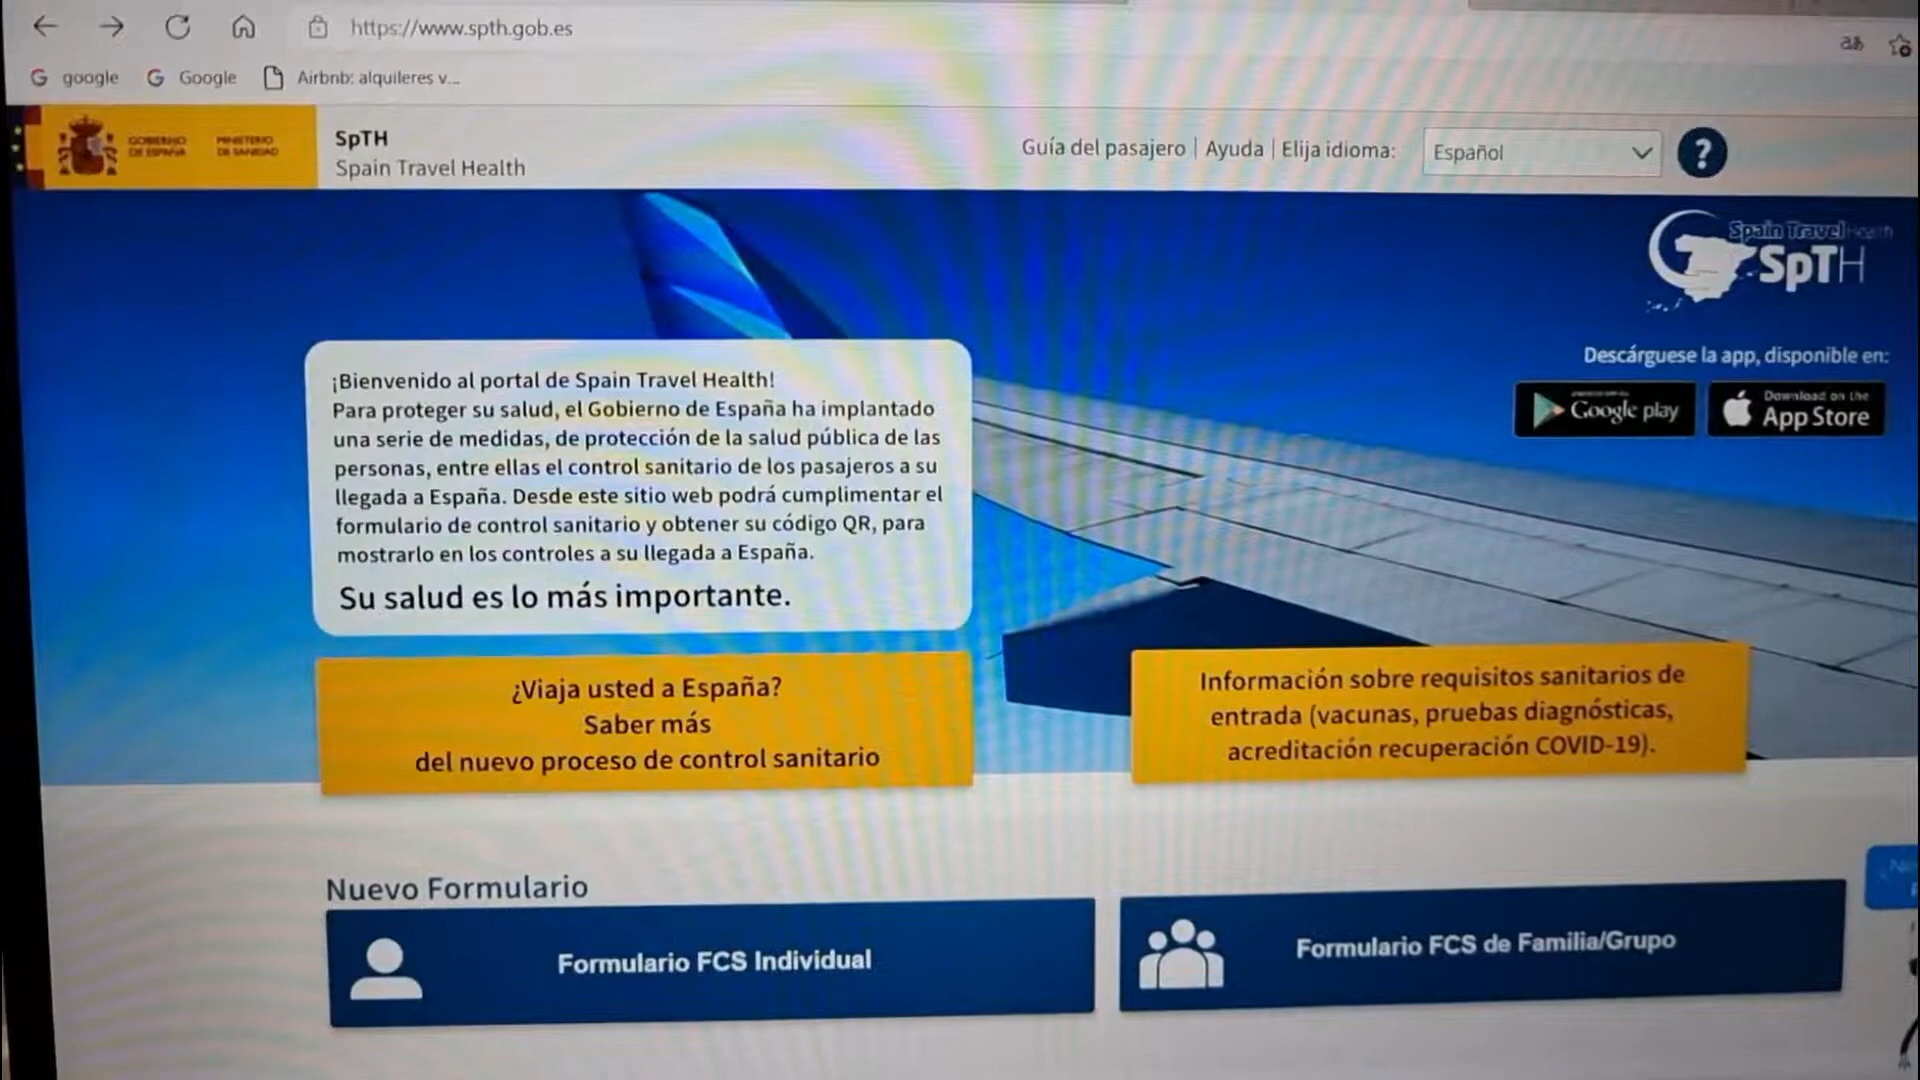 https://www.spth.gob.es
google
Google
Airbnb: alquileres v...
GOBIERNO DE ESPAÑA
MINISTERIO DE SANIDAD
SpTH
Spain Travel Health
Guía del pasajero | Ayuda | Elija idioma:
Español
?
Spain Travel Health
SpTH
Descárguese la app, disponible en:
Google play
Download on the
App Store
¡Bienvenido al portal de Spain Travel Health!
Para proteger su salud, el Gobierno de España ha implantado
una serie de medidas, de protección de la salud pública de las
personas, entre ellas el control sanitario de los pasajeros a su
llegada a España. Desde este sitio web podrá cumplimentar el
formulario de control sanitario y obtener su código QR, para
mostrarlo en los controles a su llegada a España.
Su salud es lo más importante.
¿Viaja usted a España?
Saber más
del nuevo proceso de control sanitario
Información sobre requisitos sanitarios de
entrada (vacunas, pruebas diagnósticas,
acreditación recuperación COVID-19).
Nuevo Formulario
Formulario FCS Individual
Formulario FCS de Familia/Grupo